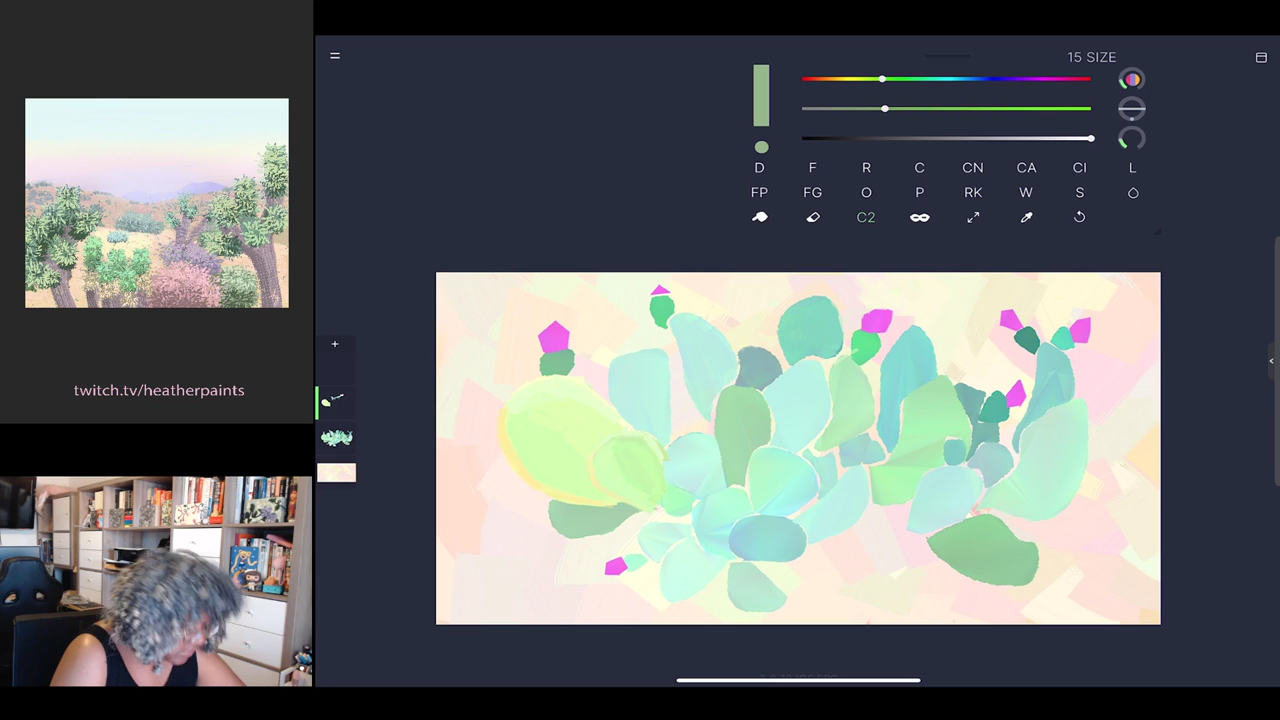 15 SIZE
D F R C CN CA CI L
FP FG O P RK W S
C2
twitch.tv/heatherpaints